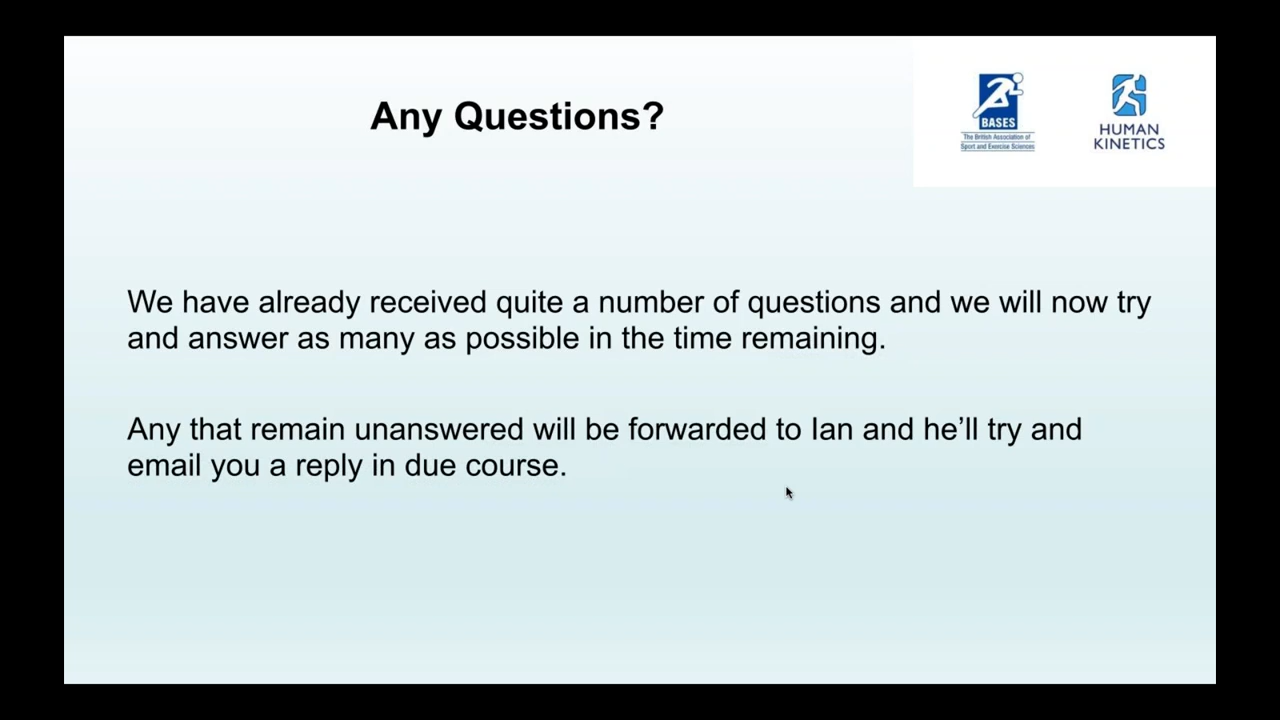 Any Questions?
BASES
The British Association of
Sport and Exercise Sciences
HUMAN
KINETICS
We have already received quite a number of questions and we will now try
and answer as many as possible in the time remaining.
Any that remain unanswered will be forwarded to Ian and he’ll try and
email you a reply in due course.